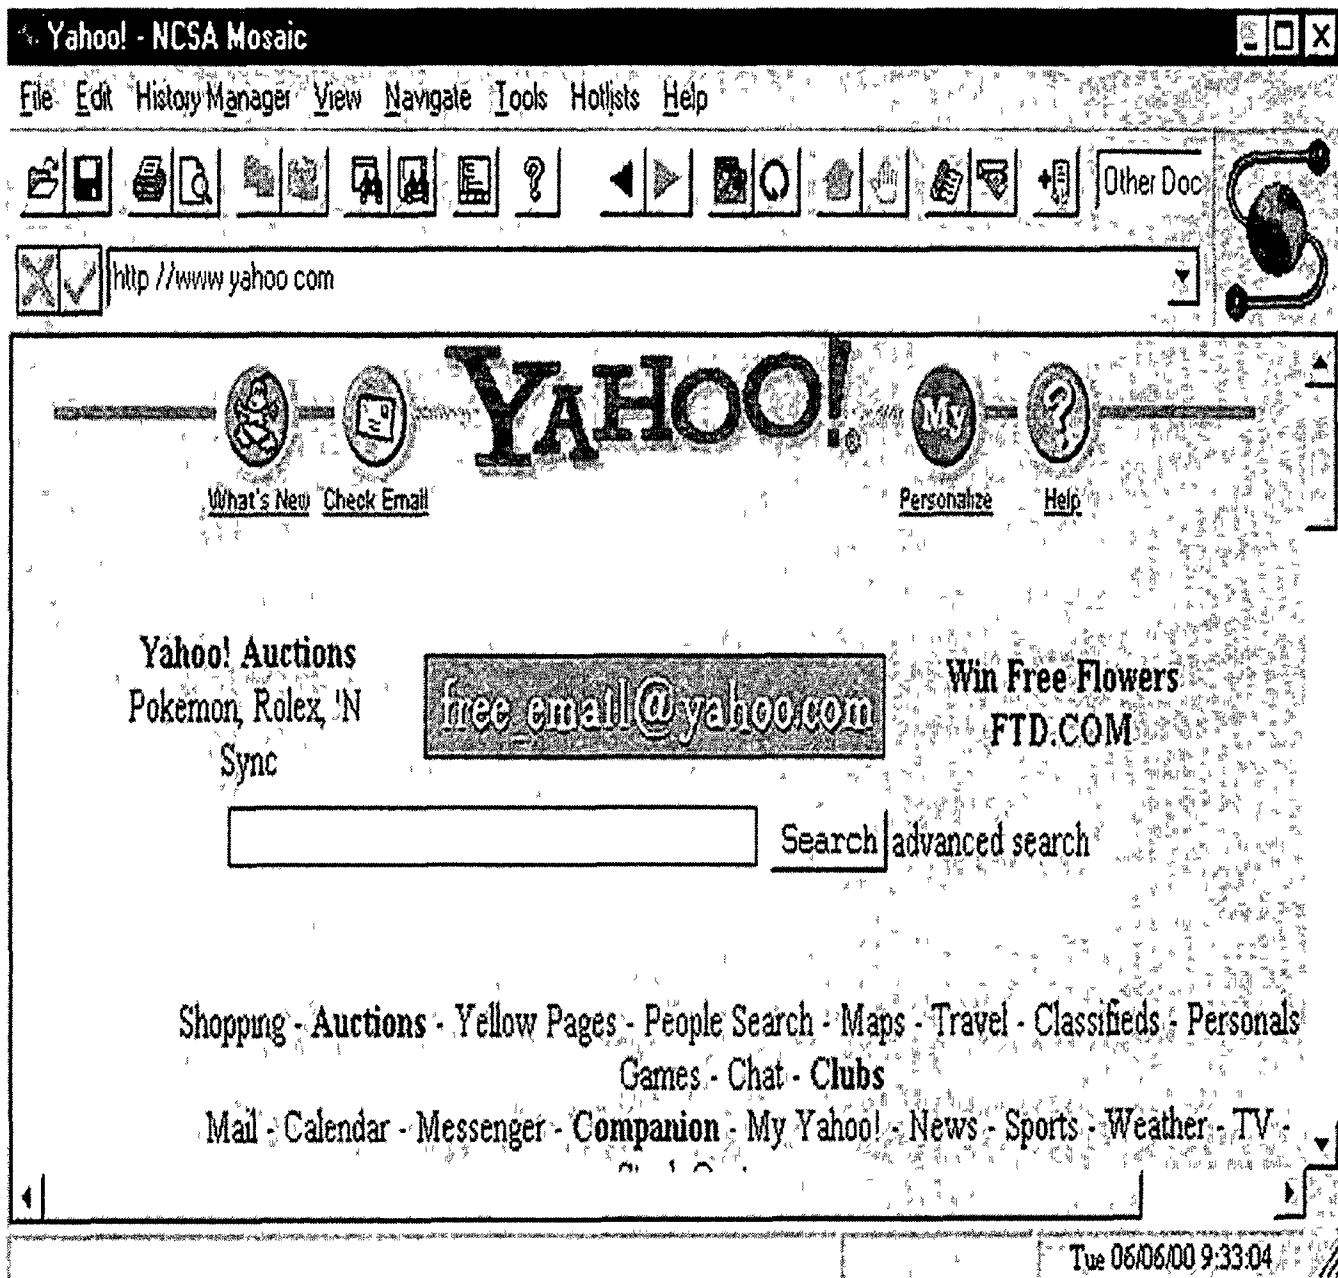 Yahoo! - NCSA Mosaic
File Edit History Manager View Navigate Tools Hotlists Help
Other Doc
http //www yahoo com
YAHOO!®
My
What's New Check Email Personalize Help
Yahoo! Auctions
Pokemon, Rolex, 'N
Sync
free_email@yahoo.com
Win Free Flowers
FTD.COM
Search advanced search
Shopping - Auctions - Yellow Pages - People Search - Maps - Travel - Classifieds - Personals
Games - Chat - Clubs
Mail - Calendar - Messenger - Companion - My Yahoo! - News - Sports - Weather - TV -
Tue 06/06/00 9:33:04